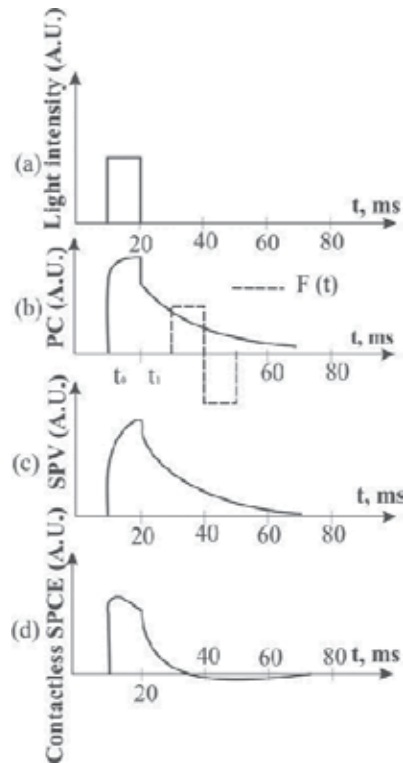 (a)
Light intensity (A.U.)
t, ms
20 40 60 80
(b)
PC (A.U.)
F (t)
t, ms
t₀ t₁ 60 80
(c)
SPV (A.U.)
t, ms
20 40 60 80
(d)
Contactless SPCE (A.U.)
40 60 80
20
t, ms